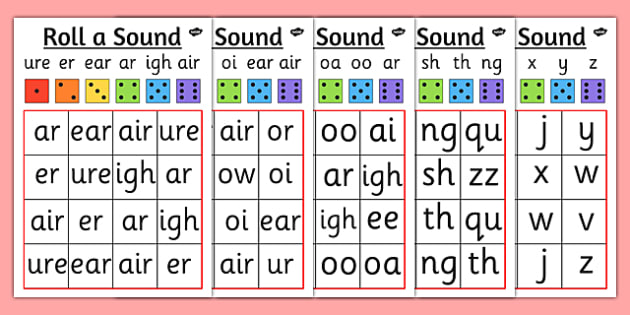 Roll a Sound
ure er ear ar igh air
ar ear air ure
er ure igh ar
air er ar igh
ure ear air er
Sound
oi ear air
air or
ow oi
oi ear
air ur
Sound
oa oo ar
oo ai
ar igh
igh ee
oo oa
Sound
sh th ng
ng qu
sh zz
th qu
ng th
Sound
x y z
j y
x w
w v
j z